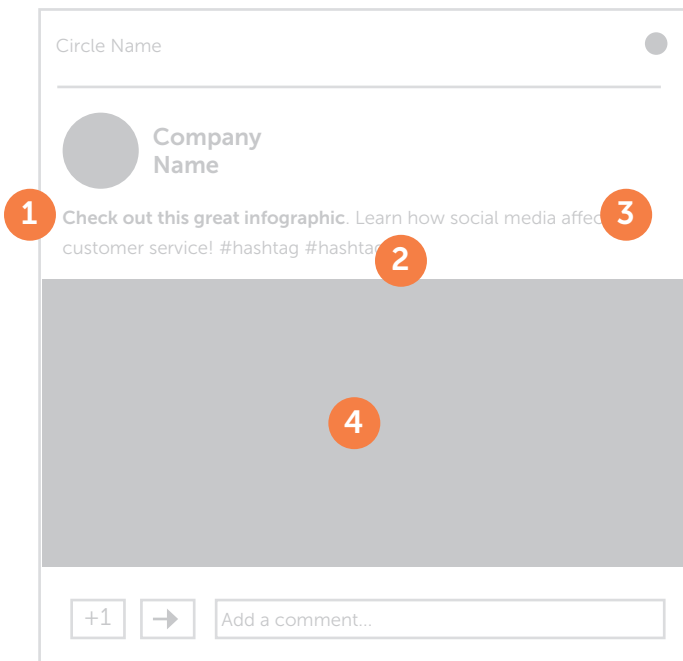 Circle Name
Company
Name
1
Check out this great infographic. Learn how social media affec
3
customer service! #hashtag #hashta
2
4
+1
Add a comment...